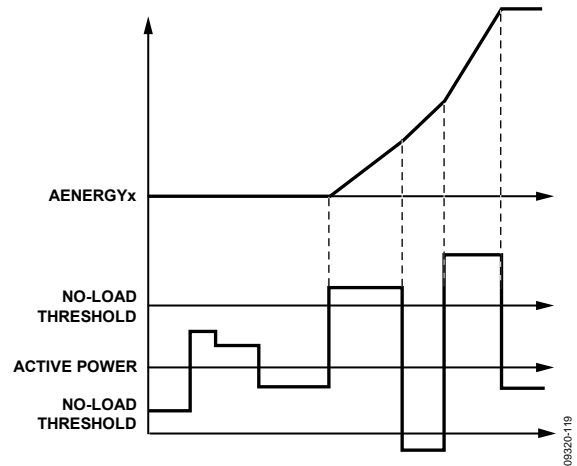 AENERGYx
NO-LOAD
THRESHOLD
ACTIVE POWER
NO-LOAD
THRESHOLD
09320-119